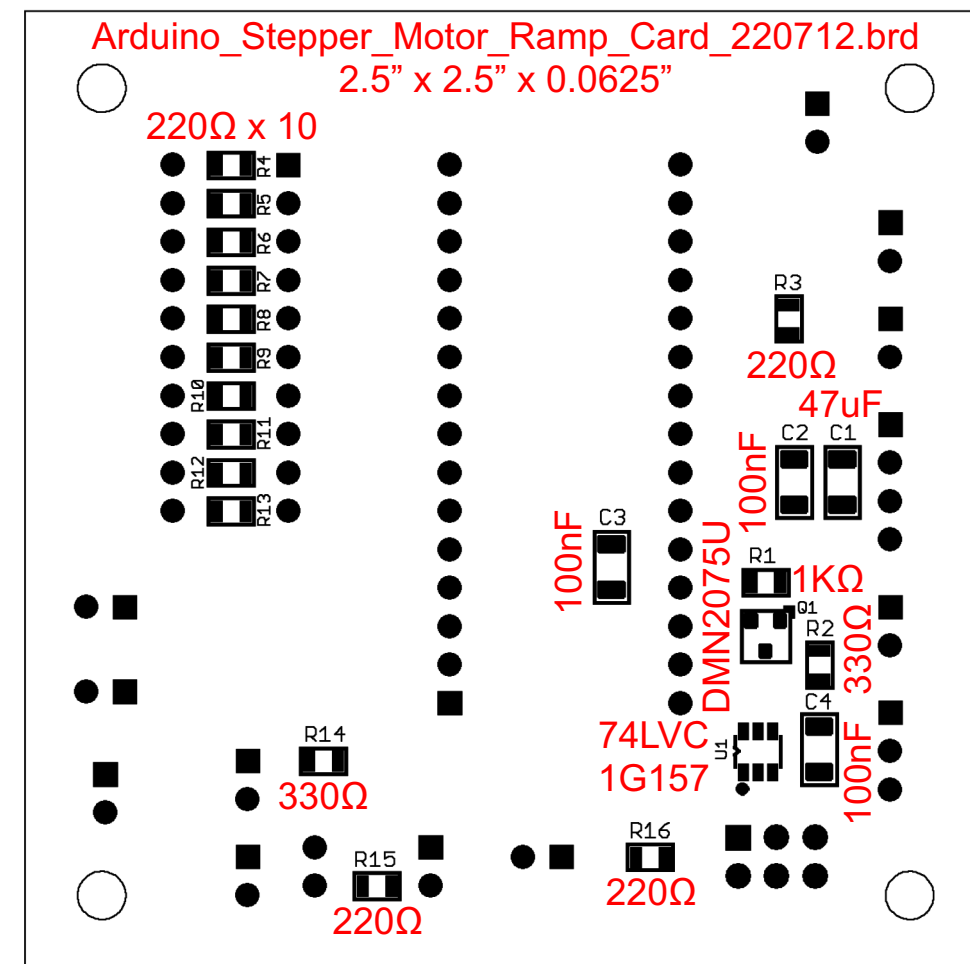 Arduino_Stepper_Motor_Ramp_Card_220712.brd
2.5” x 2.5” x 0.0625”
220Ω x 10
R4
R5
R6
R7
R8
R9
R10
R11
R12
R13
R3
220Ω
47uF
C2
C1
100nF
C3
100nF
DMN2075U
R1
1KΩ
Q1
R2
330Ω
C4
100nF
74LVC
1G157
U1
R14
330Ω
R15
220Ω
R16
220Ω